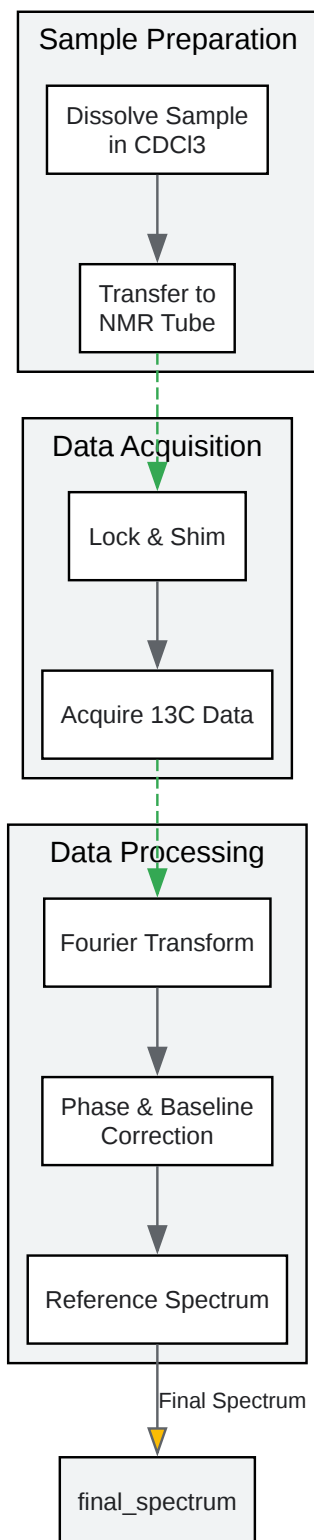 Sample Preparation
Dissolve Sample
in CDCl3
Transfer to
NMR Tube
Data Acquisition
Lock & Shim
Acquire 13C Data
Data Processing
Fourier Transform
Phase & Baseline
Correction
Reference Spectrum
Final Spectrum
final_spectrum